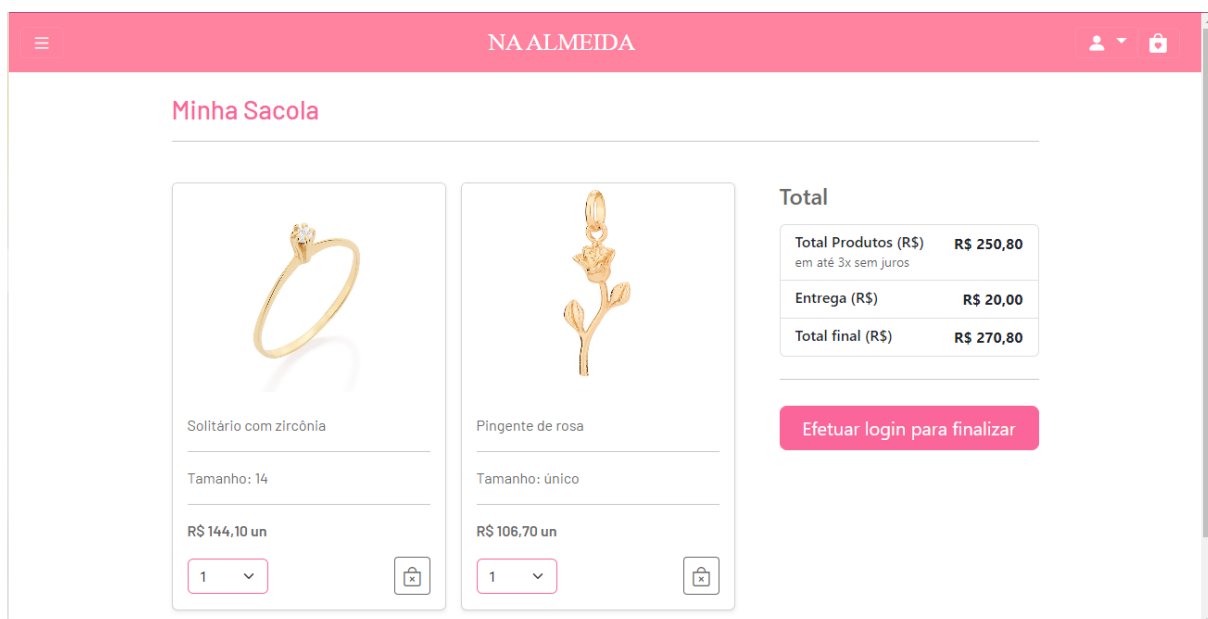 NA ALMEIDA
Minha Sacola
Solitário com zircônia
Tamanho: 14
R$ 144,10 un
1
Pingente de rosa
Tamanho: único
R$ 106,70 un
1
Total
Total Produtos (R$) R$ 250,80
em até 3x sem juros
Entrega (R$) R$ 20,00
Total final (R$) R$ 270,80
Efetuar login para finalizar